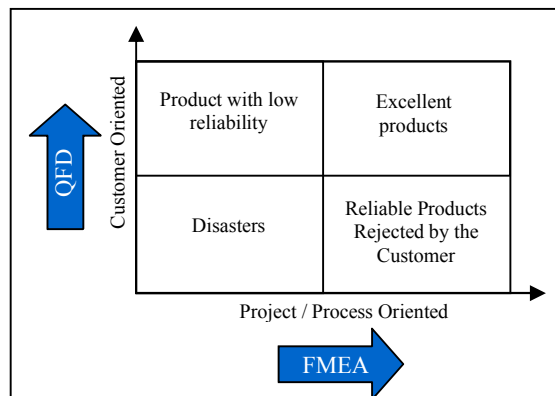 QFD
Customer Oriented
Product with low
reliability
Excellent
products
Disasters
Reliable Products
Rejected by the
Customer
Project / Process Oriented
FMEA